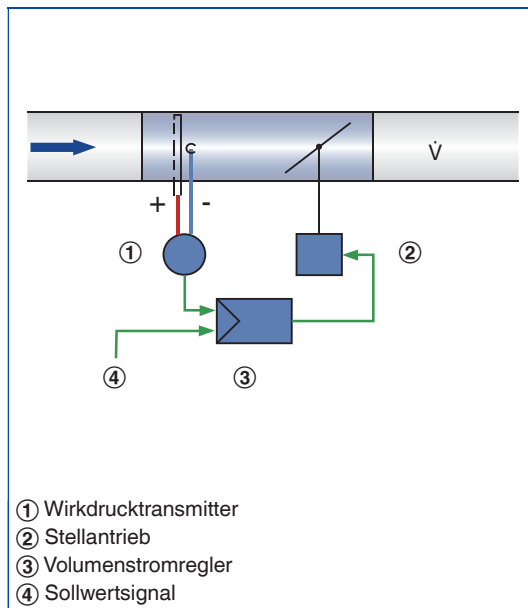 V̇
+ -
①
②
④
③
① Wirkdrucktransmitter
② Stellantrieb
③ Volumenstromregler
④ Sollwertsignal